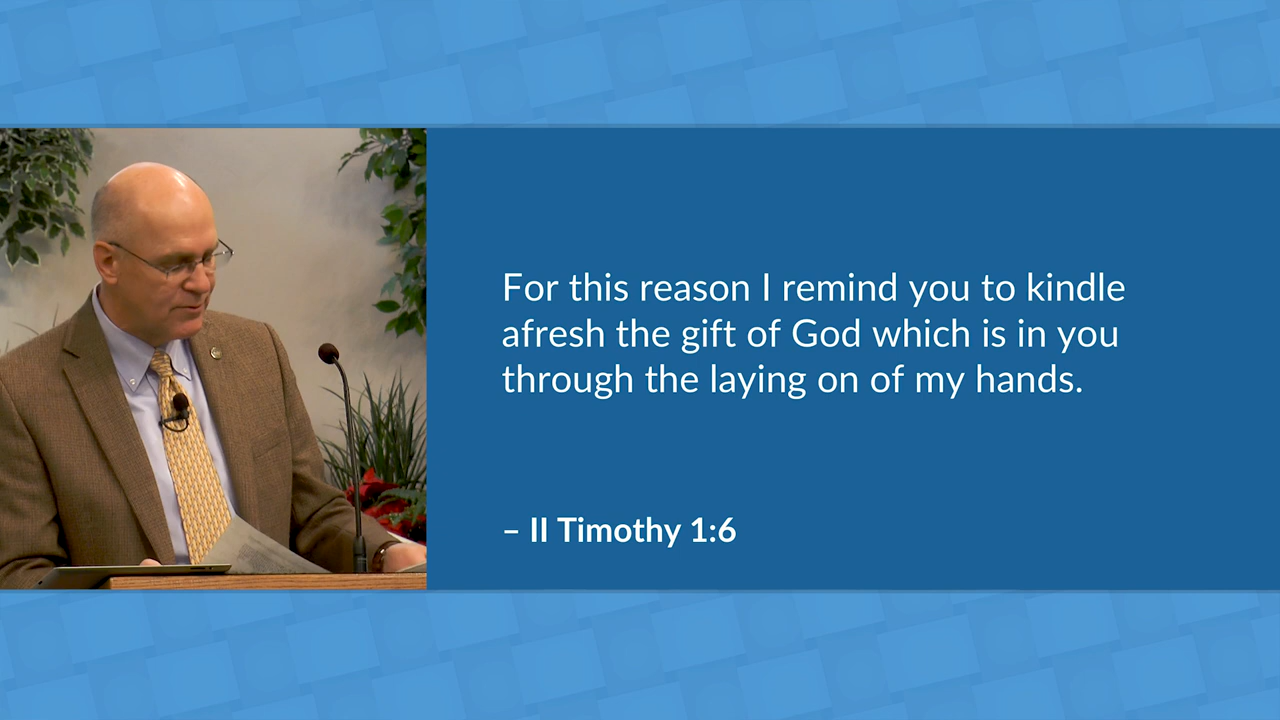 For this reason I remind you to kindle
afresh the gift of God which is in you
through the laying on of my hands.
– II Timothy 1:6